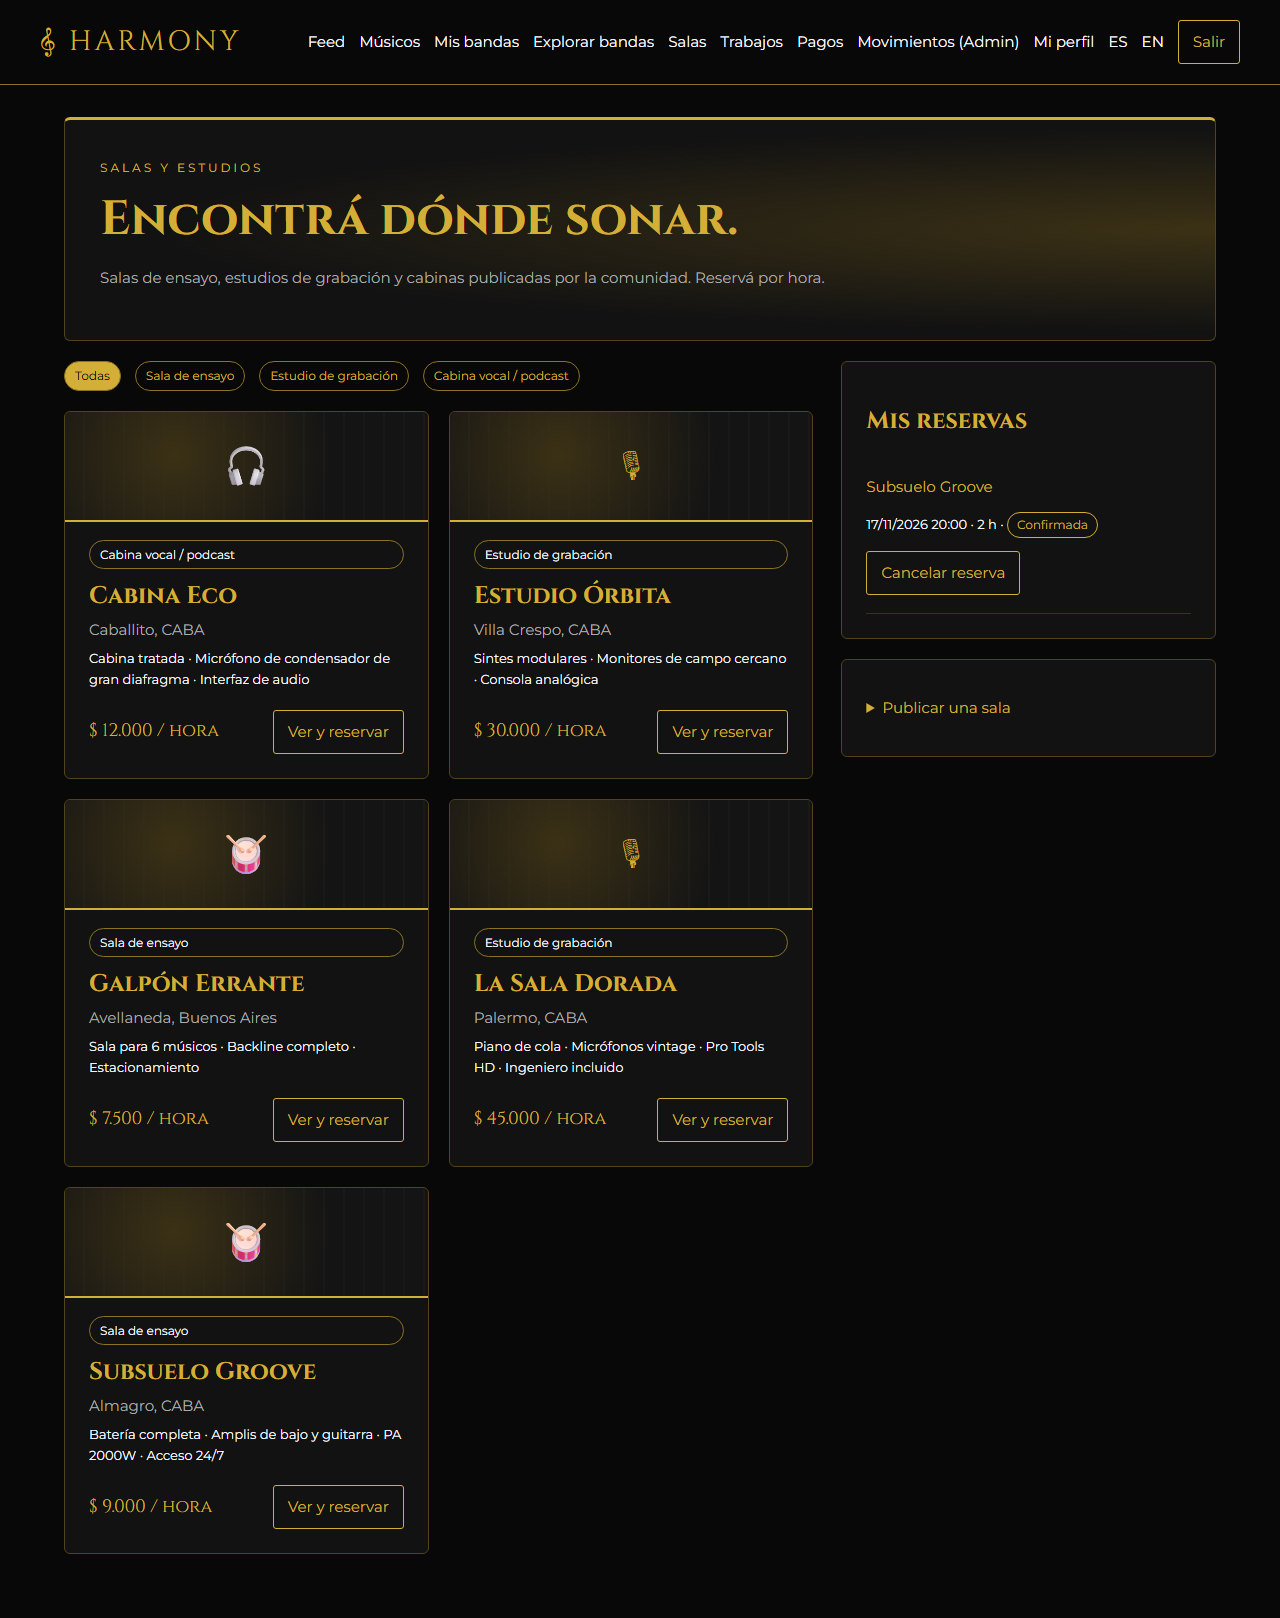 HARMONY
Feed Músicos Mis bandas Explorar bandas Salas Trabajos Pagos Movimientos (Admin) Mi perfil ES EN Salir
SALAS Y ESTUDIOS
Encontrá dónde sonar.
Salas de ensayo, estudios de grabación y cabinas publicadas por la comunidad. Reservá por hora.
Todas Sala de ensayo Estudio de grabación Cabina vocal / podcast
Cabina vocal / podcast
Cabina Eco
Caballito, CABA
Cabina tratada · Micrófono de condensador de
gran diafragma · Interfaz de audio
$ 12.000 / hora Ver y reservar
Estudio de grabación
Estudio Órbita
Villa Crespo, CABA
Sintes modulares · Monitores de campo cercano
· Consola analógica
$ 30.000 / hora Ver y reservar
Sala de ensayo
Galpón Errante
Avellaneda, Buenos Aires
Sala para 6 músicos · Backline completo ·
Estacionamiento
$ 7.500 / hora Ver y reservar
Estudio de grabación
La Sala Dorada
Palermo, CABA
Piano de cola · Micrófonos vintage · Pro Tools
HD · Ingeniero incluido
$ 45.000 / hora Ver y reservar
Sala de ensayo
Subsuelo Groove
Almagro, CABA
Batería completa · Amplis de bajo y guitarra · PA
2000W · Acceso 24/7
$ 9.000 / hora Ver y reservar
Mis reservas
Subsuelo Groove
17/11/2026 20:00 · 2 h · Confirmada
Cancelar reserva
Publicar una sala